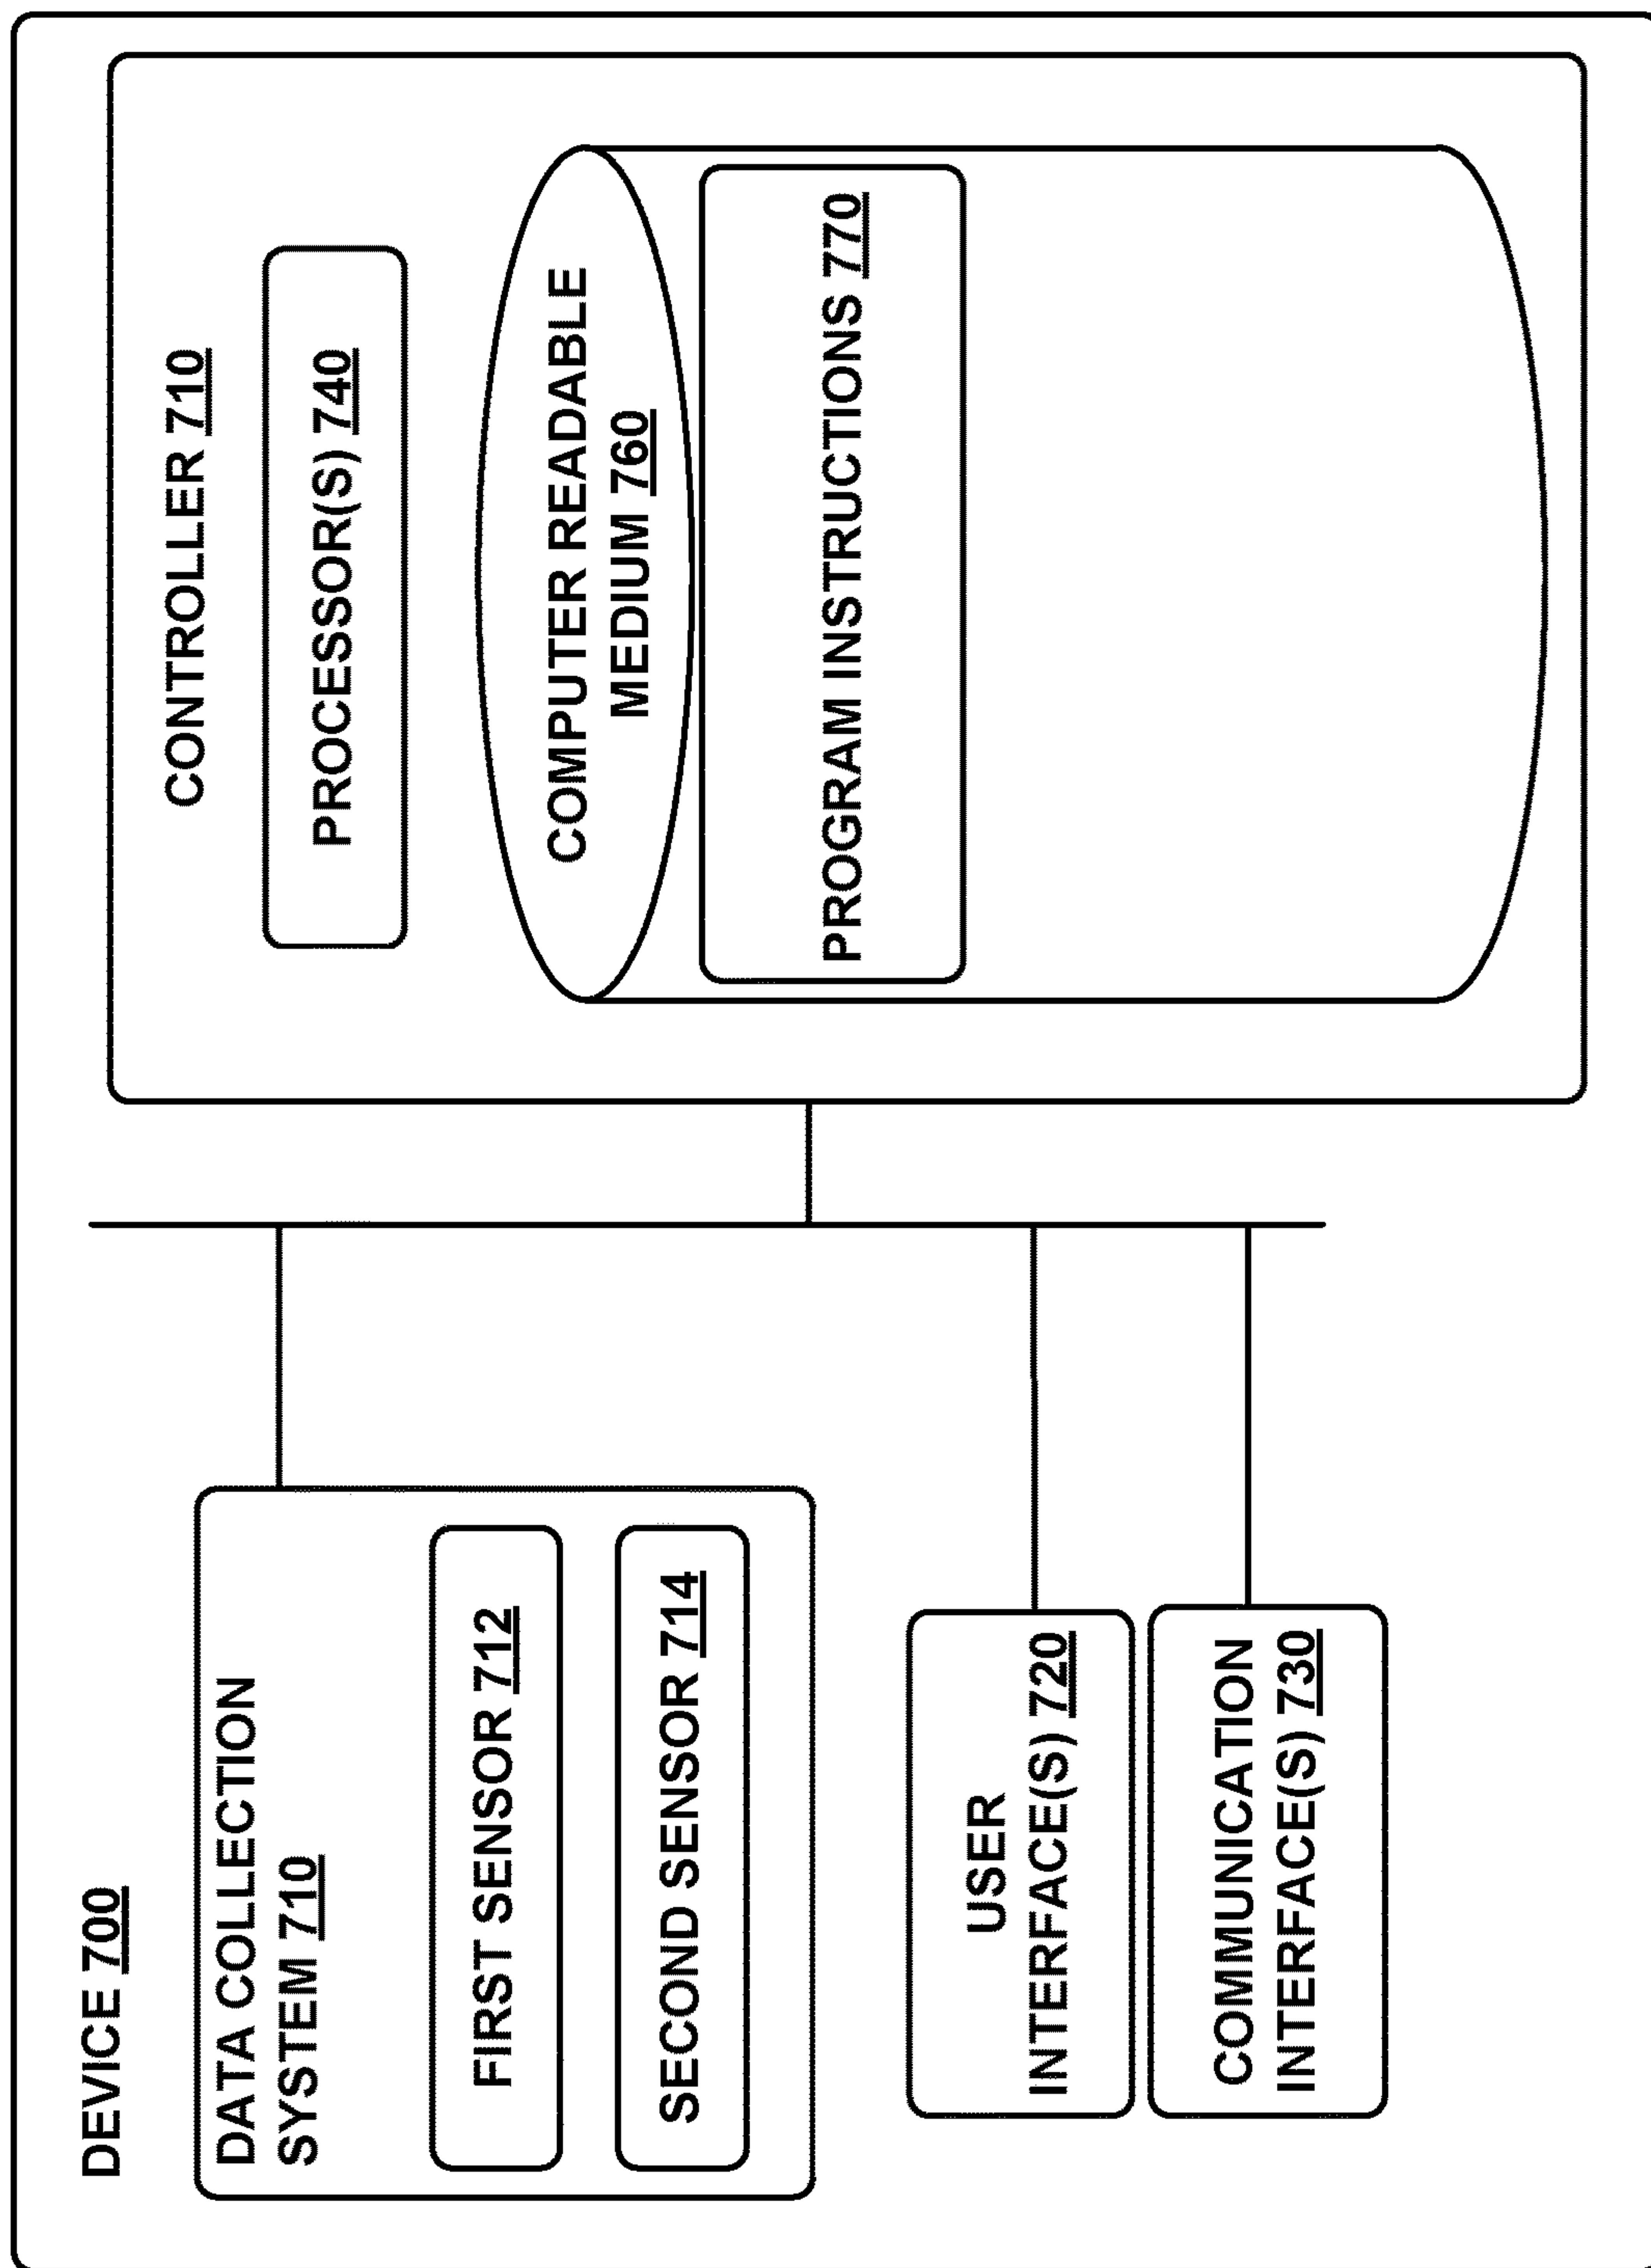 DEVICE 700
DATA COLLECTION
SYSTEM 710
FIRST SENSOR 712
SECOND SENSOR 714
USER
INTERFACE(S) 720
COMMUNICATION
INTERFACE(S) 730
CONTROLLER 710
PROCESSOR(S) 740
COMPUTER READABLE
MEDIUM 760
PROGRAM INSTRUCTIONS 770